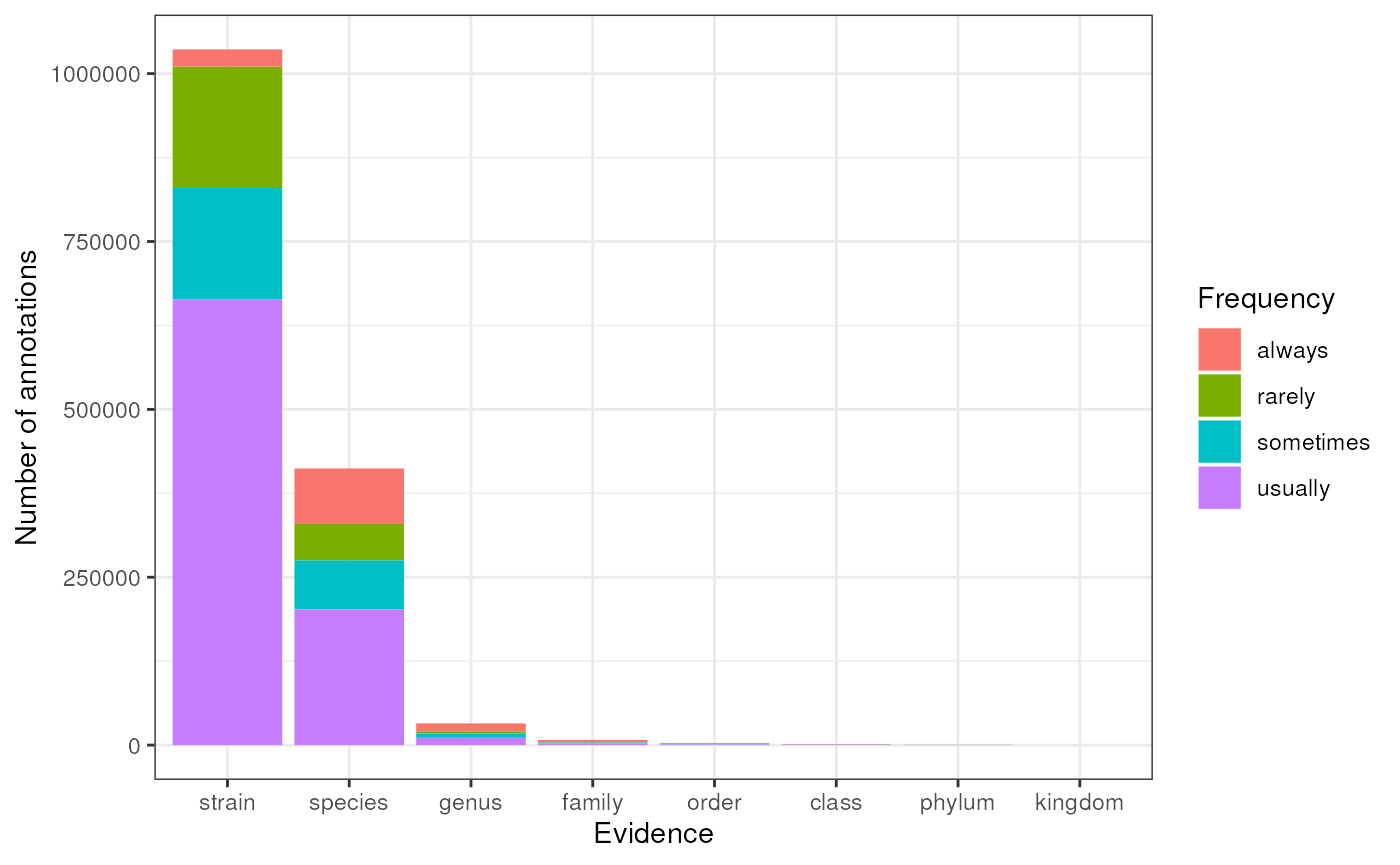 1000000
750000
500000
250000
0
Number of annotations
strain species genus family order class phylum kingdom
Evidence
Frequency
always
rarely
sometimes
usually